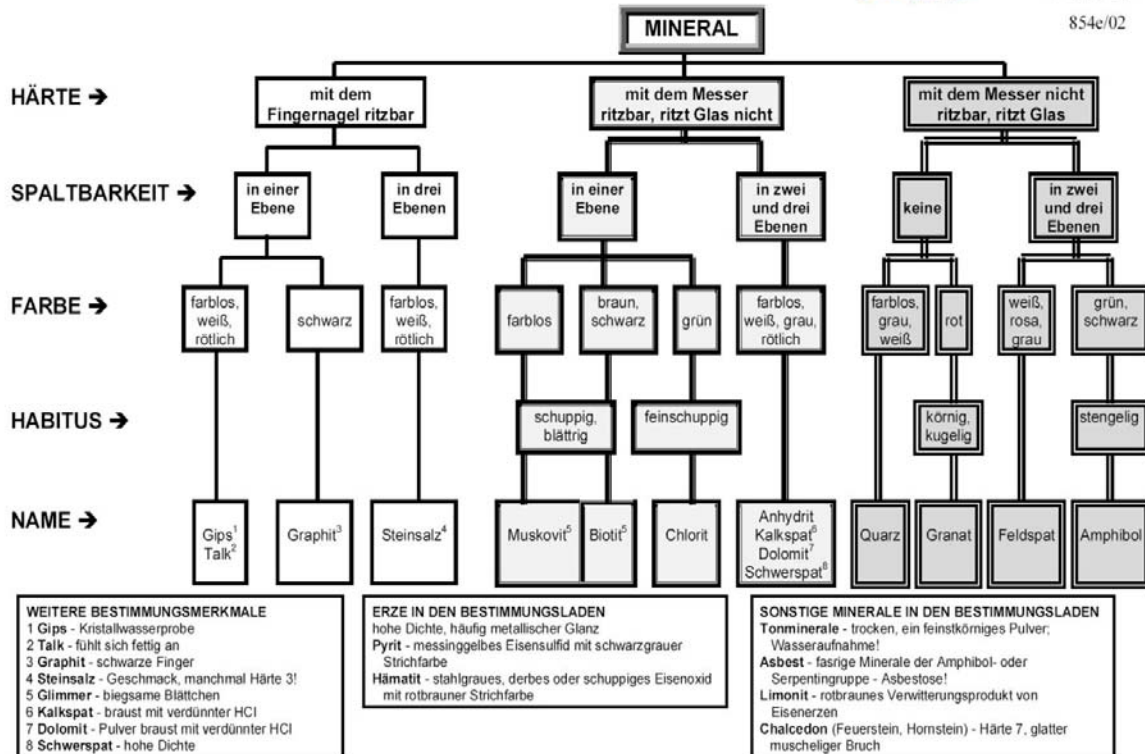 854e/02
MINERAL
HÄRTE →
mit dem
Fingernagel ritzbar
mit dem Messer
ritzbar, ritzt Glas nicht
mit dem Messer nicht
ritzbar, ritzt Glas
SPALTBARKEIT →
in einer
Ebene
in drei
Ebenen
in einer
Ebene
in zwei
und drei
Ebenen
keine
in zwei
und drei
Ebenen
FARBE →
farblos,
weiß,
rötlich
schwarz
farblos,
weiß,
rötlich
farblos
braun,
schwarz
grün
farblos,
weiß, grau,
rötlich
farblos,
grau,
weiß
rot
weiß,
rosa,
grau
grün,
schwarz
HABITUS →
schuppig,
blättrig
feinschuppig
körnig,
kugelig
stengelig
NAME →
Gips¹
Talk²
Graphit³
Steinsalz⁴
Muskovit⁵
Biotit⁵
Chlorit
Anhydrit
Kalkspat⁶
Dolomit⁷
Schwerspat⁸
Quarz
Granat
Feldspat
Amphibol
WEITERE BESTIMMUNGSMERKMALE
1 Gips - Kristallwasserprobe
2 Talk - fühlt sich fettig an
3 Graphit - schwarze Finger
4 Steinsalz - Geschmack, manchmal Härte 3!
5 Glimmer - biegsame Blättchen
6 Kalkspat - braust mit verdünnter HCl
7 Dolomit - Pulver braust mit verdünnter HCl
8 Schwerspat - hohe Dichte
ERZE IN DEN BESTIMMUNGSLADEN
hohe Dichte, häufig metallischer Glanz
Pyrit - messinggelbes Eisensulfid mit schwarzgrauer
Strichfarbe
Hämatit - stahlgraues, derbes oder schuppiges Eisenoxid
mit rotbrauner Strichfarbe
SONSTIGE MINERALE IN DEN BESTIMMUNGSLADEN
Tonminerale - trocken, ein feinstkörniges Pulver;
Wasseraufnahme!
Asbest - fasrige Minerale der Amphibol- oder
Serpentingruppe - Asbestose!
Limonit - rotbraunes Verwitterungsprodukt von
Eisenerzen
Chalcedon (Feuerstein, Hornstein) - Härte 7, glatter
muscheliger Bruch